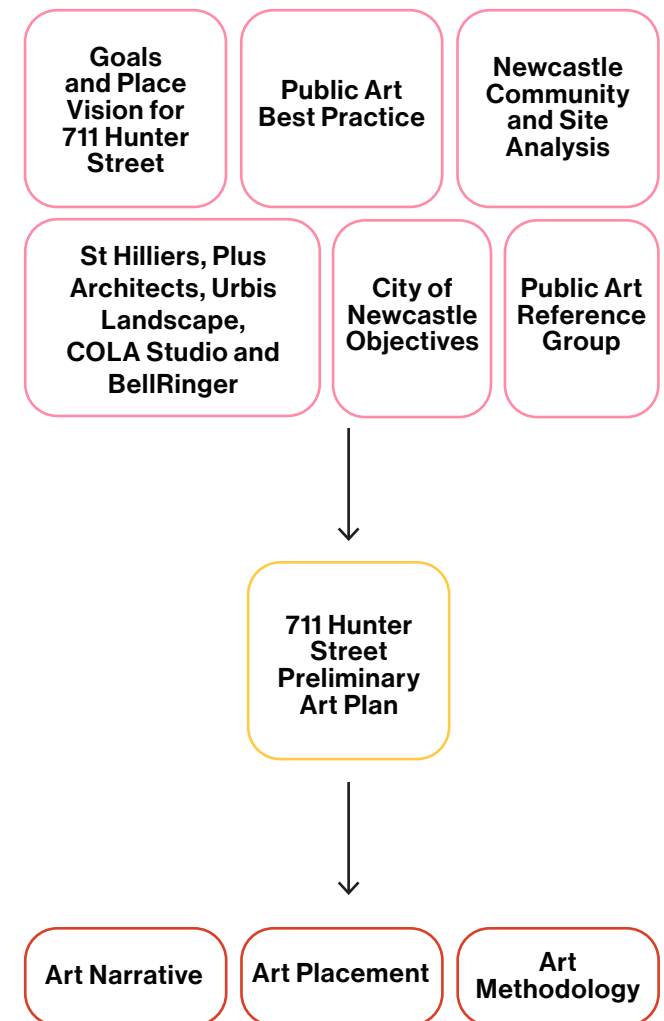 Goals
and Place
Vision for
711 Hunter
Street
Public Art
Best Practice
Newcastle
Community
and Site
Analysis
St Hilliers, Plus
Architects, Urbis
Landscape,
COLA Studio and
BellRinger
City of
Newcastle
Objectives
Public Art
Reference
Group
711 Hunter
Street
Preliminary
Art Plan
Art Narrative
Art Placement
Art
Methodology